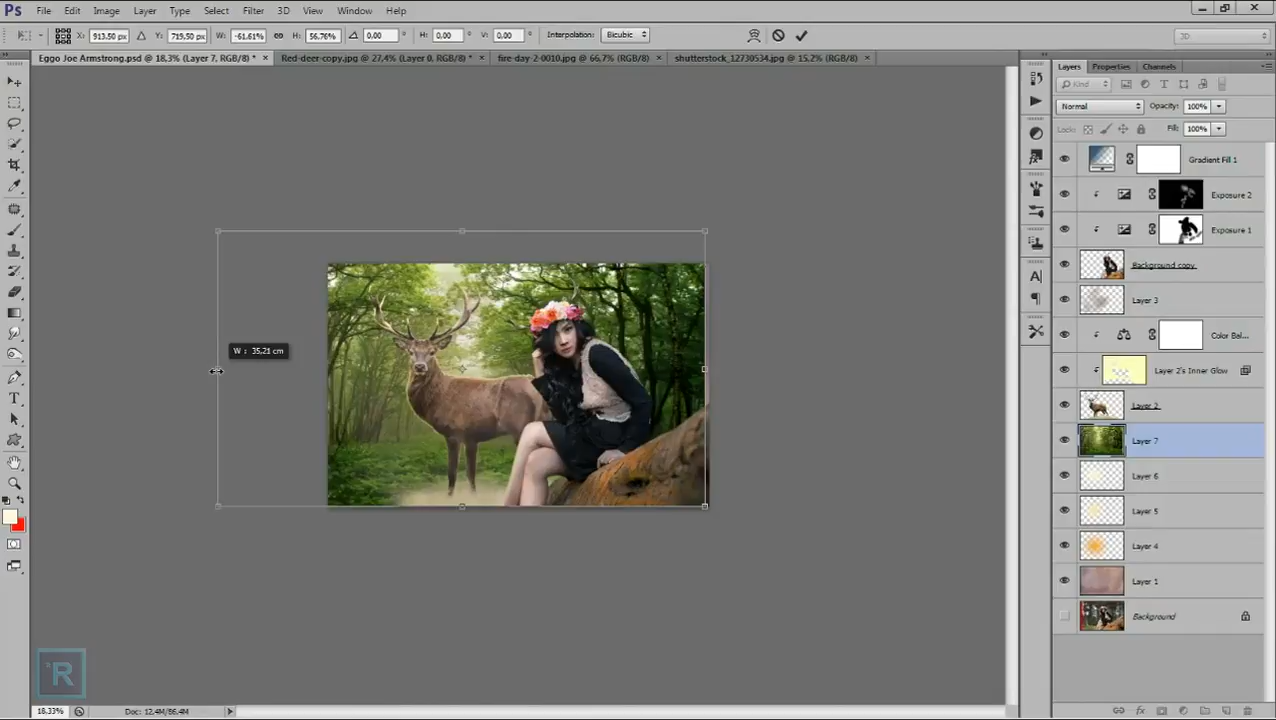 Ps File Edit Image Layer Type Select Filter 3D View Window Help
X: 913.50 px Y: 719.50 px W: -61.61% H: 56.76% 0,00 ° H: 0,00 ° V: 0,00 ° Interpolation: Bicubic 3D
Eggo Joe Armstrong.psd @ 18,3% (Layer 7, RGB/8) * × Red-deer-copy.jpg @ 27,4% (Layer 0, RGB/8) * × fire-day-2-0010.jpg @ 66,7% (RGB/8) × shutterstock_12730534.jpg @ 15,2% (RGB/8) ×
Layers Properties Channels
Kind
Normal Opacity: 100%
Locks: Fill: 100%
Gradient Fill 1
Exposure 2
Exposure 1
Background copy
Layer 3
Color Bal...
Layer 2's Inner Glow
Layer 2
Layer 7
Layer 6
Layer 5
Layer 4
Layer 1
Background
W : 35,21 cm
R
18,33% Doc: 12,4M/86,4M